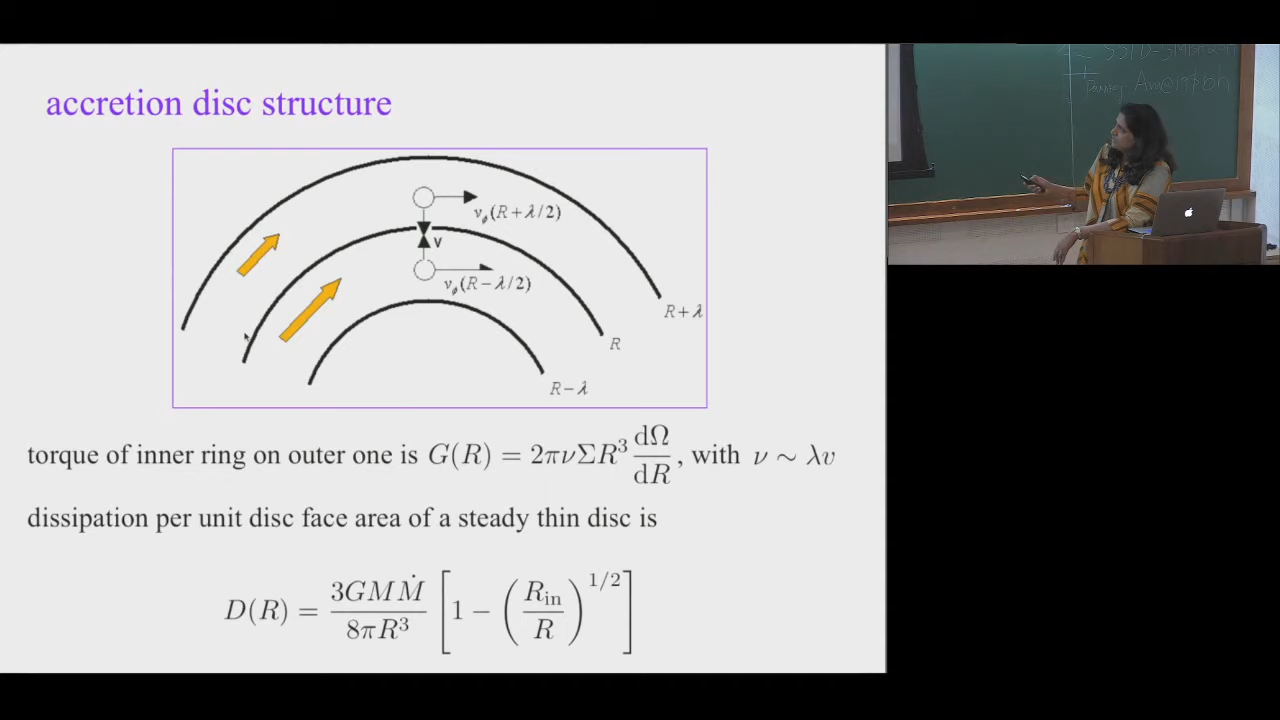 accretion disc structure
v_ϕ(R+λ/2)
v
v_ϕ(R−λ/2)
R+λ
R
R−λ
torque of inner ring on outer one is G(R) = 2πνΣR³ dΩ/dR, with ν ∼ λv
dissipation per unit disc face area of a steady thin disc is
D(R) = 3GMṀ/8πR³ [1 − (R_in/R)^1/2]